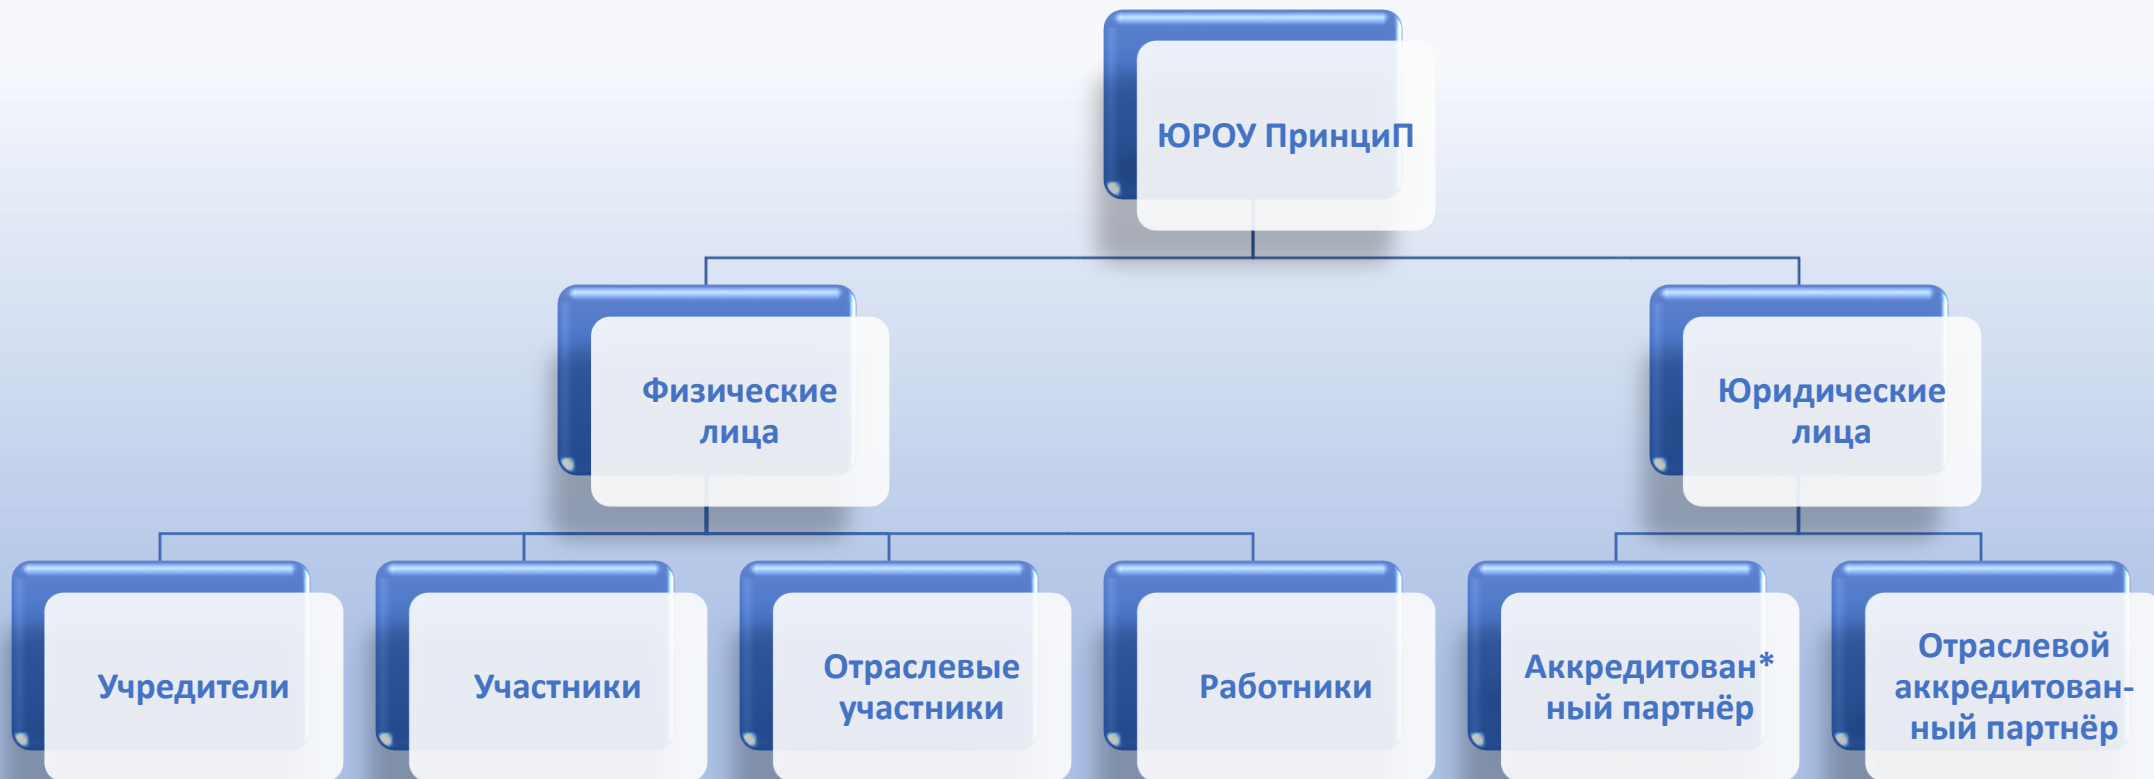 ЮРОУ ПринциП
Физические
лица
Юридические
лица
Учредители
Участники
Отраслевые
участники
Работники
Аккредитован*
ный партнёр
Отраслевой
аккредитован-
ный партнёр